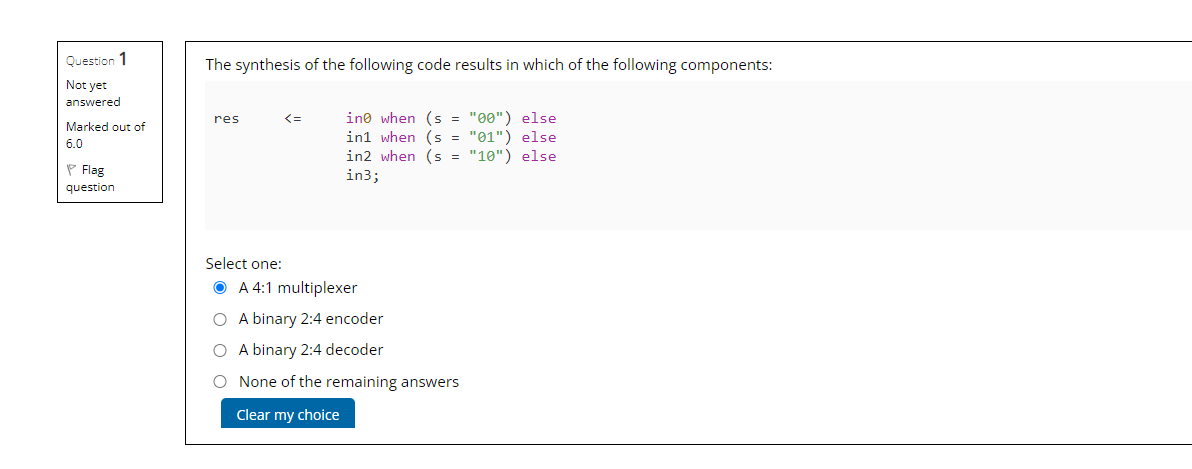 Question 1
Not yet
answered
Marked out of
6.0
Flag
question
The synthesis of the following code results in which of the following components:
res <= in0 when (s = "00") else
in1 when (s = "01") else
in2 when (s = "10") else
in3;
Select one:
A 4:1 multiplexer
A binary 2:4 encoder
A binary 2:4 decoder
None of the remaining answers
Clear my choice